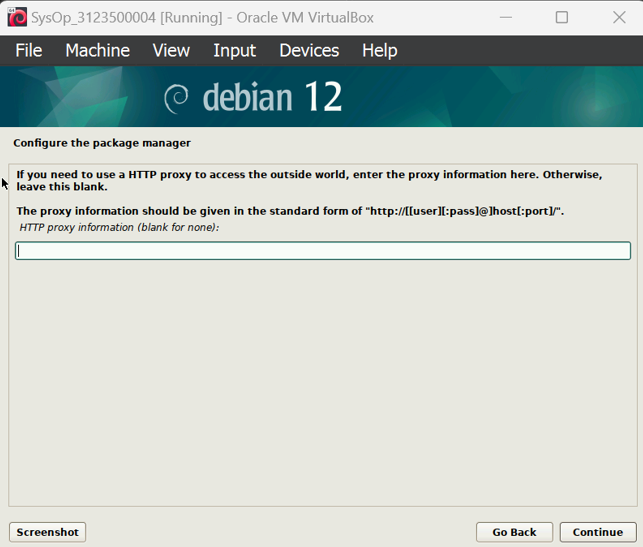 SysOp_3123500004 [Running] - Oracle VM VirtualBox
File Machine View Input Devices Help
debian 12
Configure the package manager
If you need to use a HTTP proxy to access the outside world, enter the proxy information here. Otherwise,
leave this blank.
The proxy information should be given in the standard form of "http://[[user][:pass]@]host[:port]/".
HTTP proxy information (blank for none):
Screenshot Go Back Continue